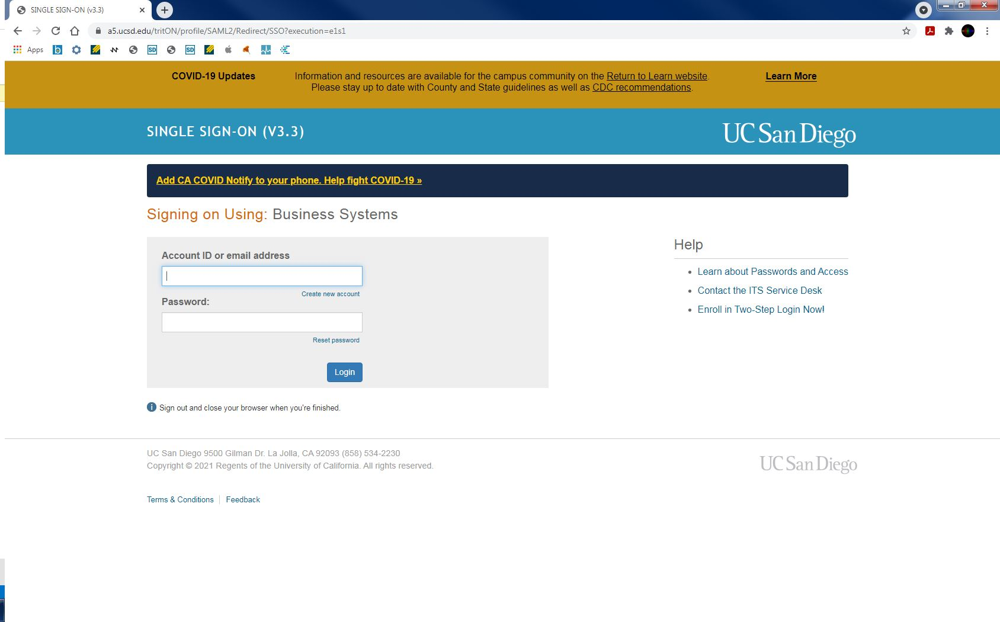 SINGLE SIGN-ON (v3.3)
a5.ucsd.edu/tritON/profile/SAML2/Redirect/SSO?execution=e1s1
Apps
b
SD
SD
COVID-19 Updates
Information and resources are available for the campus community on the Return to Learn website.
Please stay up to date with County and State guidelines as well as CDC recommendations.
Learn More
SINGLE SIGN-ON (V3.3)
UC San Diego
Add CA COVID Notify to your phone. Help fight COVID-19 »
Signing on Using: Business Systems
Account ID or email address
Create new account
Password:
Reset password
Login
Help
Learn about Passwords and Access
Contact the ITS Service Desk
Enroll in Two-Step Login Now!
Sign out and close your browser when you're finished.
UC San Diego 9500 Gilman Dr. La Jolla, CA 92093 (858) 534-2230
Copyright © 2021 Regents of the University of California. All rights reserved.
UC San Diego
Terms & Conditions
Feedback